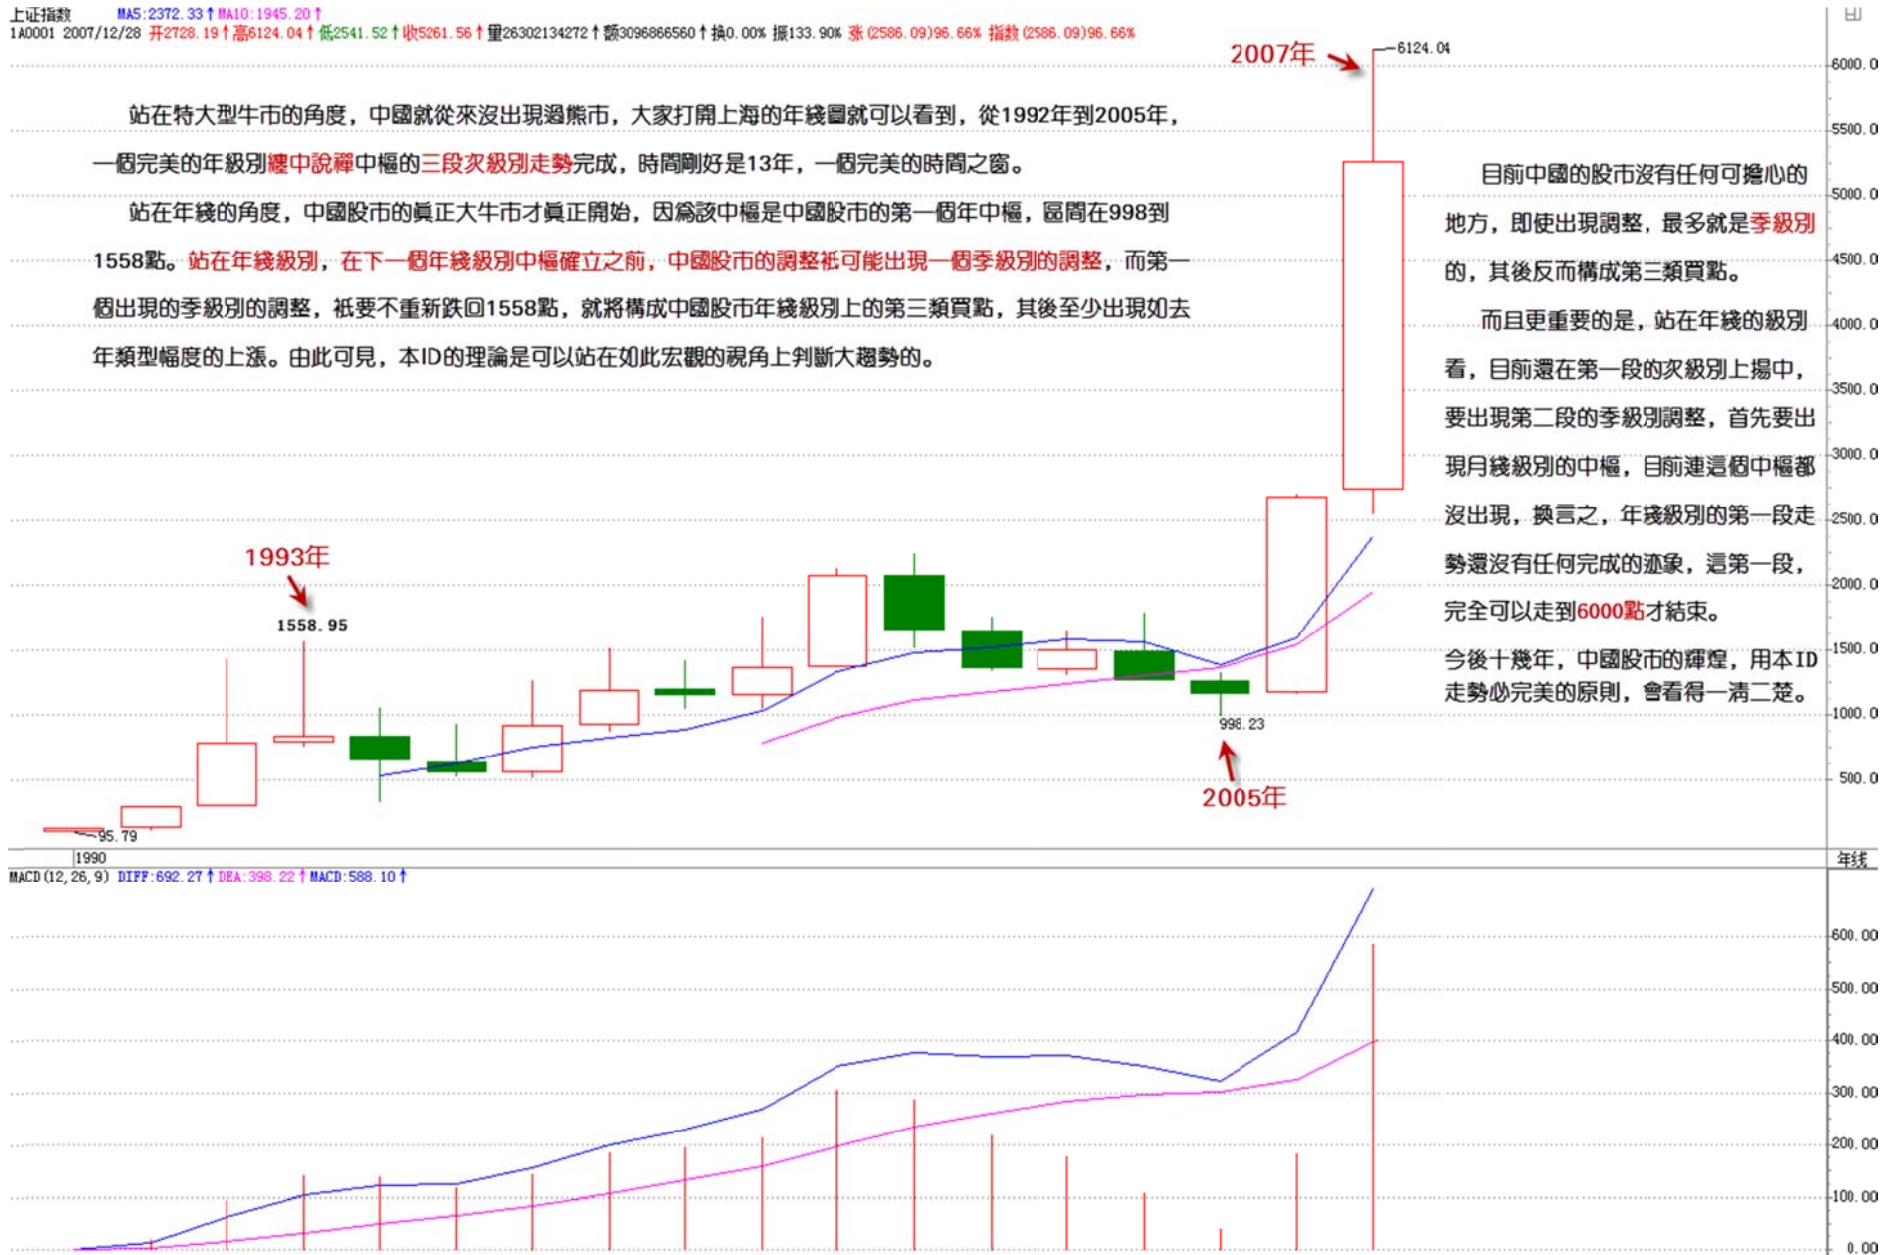 上证指数 MA5:2372.33↑ MA10:1945.20↑
1A0001 2007/12/28 开2728.19↑高6124.04↑低2541.52↑收5261.56↑量26302134272↑额3096866560↑换0.00% 振133.90% 涨(2586.09)96.66% 指数(2586.09)96.66%
2007年
6124.04
站在特大型牛市的角度，中國就從來沒出現過熊市，大家打開上海的年綫圖就可以看到，從1992年到2005年，
一個完美的年級別纏中說禪中樞的三段次級別走勢完成，時間剛好是13年，一個完美的時間之窗。
站在年綫的角度，中國股市的眞正大牛市才眞正開始，因爲該中樞是中國股市的第一個年中樞，區間在998到
1558點。站在年綫級別，在下一個年綫級別中樞確立之前，中國股市的調整衹可能出現一個季級別的調整，而第一
個出現的季級別的調整，衹要不重新跌回1558點，就將構成中國股市年綫級別上的第三類買點，其後至少出現如去
年類型幅度的上漲。由此可見，本ID的理論是可以站在如此宏觀的視角上判斷大趨勢的。
目前中國的股市沒有任何可擔心的
地方，即使出現調整，最多就是季級別
的，其後反而構成第三類買點。
而且更重要的是，站在年綫的級別
看，目前還在第一段的次級別上揚中，
要出現第二段的季級別調整，首先要出
現月綫級別的中樞，目前連這個中樞都
沒出現，換言之，年綫級別的第一段走
勢還沒有任何完成的迹象，這第一段，
完全可以走到6000點才結束。
今後十幾年，中國股市的輝煌，用本ID
走勢必完美的原則，會看得一清二楚。
1993年
1558.95
998.23
2005年
95.79
6000.0
5500.0
5000.0
4500.0
4000.0
3500.0
3000.0
2500.0
2000.0
1500.0
1000.0
500.0
1990
年线
MACD(12,26,9) DIFF:692.27↑ DEA:398.22↑ MACD:588.10↑
600.00
500.00
400.00
300.00
200.00
100.00
0.00